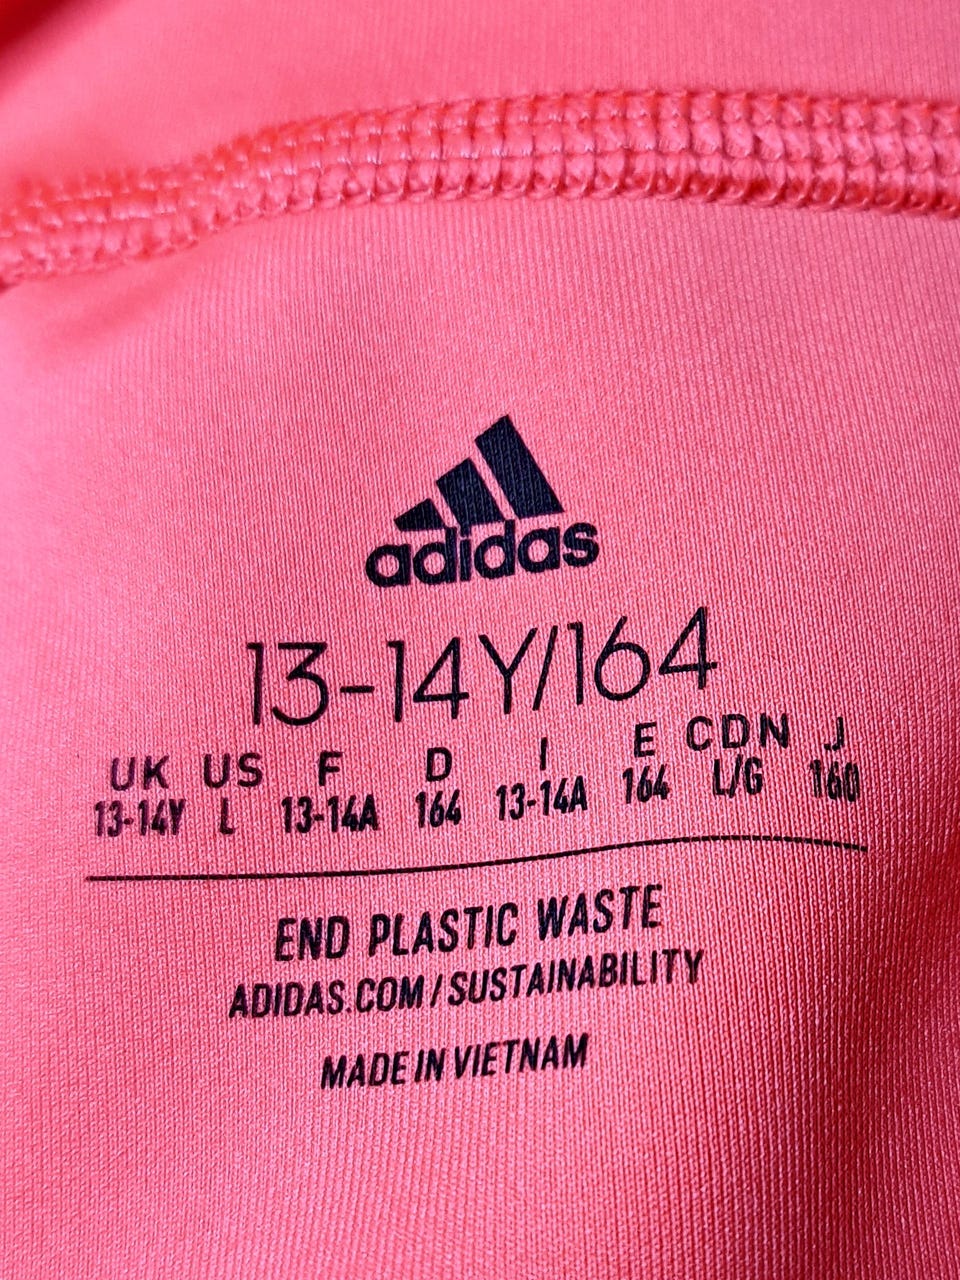 adidas
13-14Y/164
UK US F D I E CDN J
13-14Y L 13-14A 164 13-14A 164 L/G 160
END PLASTIC WASTE
ADIDAS.COM/SUSTAINABILITY
MADE IN VIETNAM